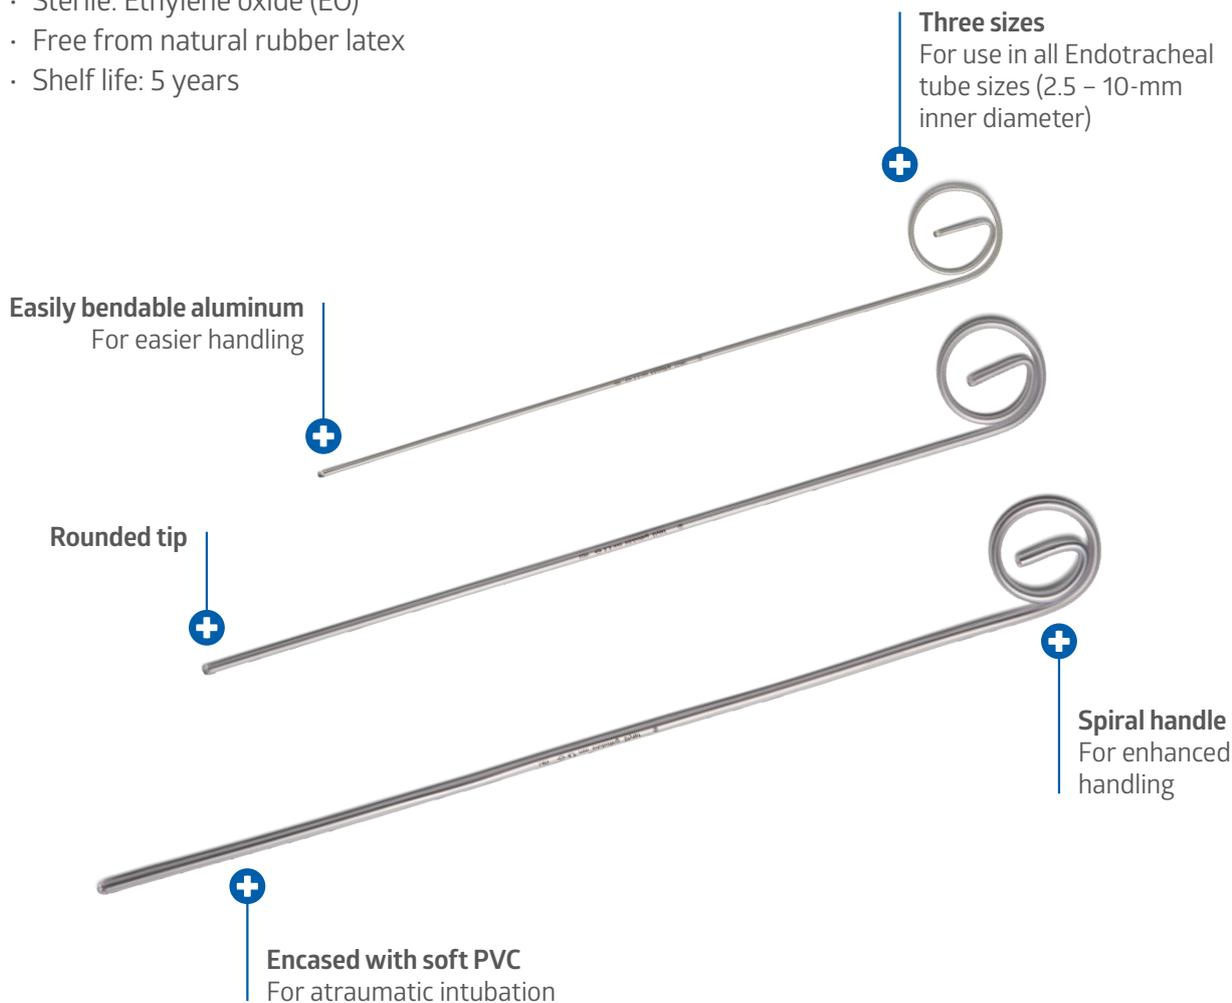 · Sterile: Ethylene oxide (EO)
· Free from natural rubber latex
· Shelf life: 5 years
Three sizes
For use in all Endotracheal
tube sizes (2.5 – 10-mm
inner diameter)
Easily bendable aluminum
For easier handling
Rounded tip
Spiral handle
For enhanced
handling
Encased with soft PVC
For atraumatic intubation